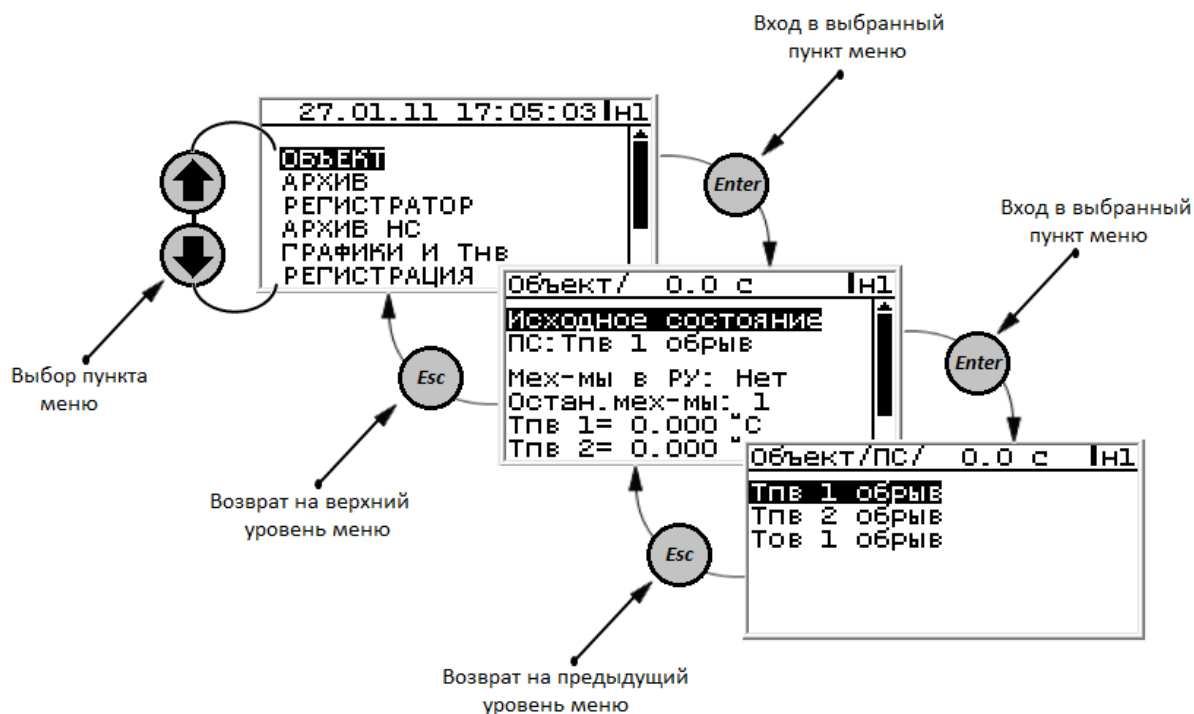 Вход в выбранный
пункт меню
27.01.11 17:05:03 Н1
ОБЪЕКТ
АРХИВ
РЕГИСТРАТОР
АРХИВ НС
ГРАФИКИ И Тнв
РЕГИСТРАЦИЯ
Enter
Вход в выбранный
пункт меню
Объект/ 0.0 с Н1
Исходное состояние
ПС:Тпв 1 обрыв
Мех-мы в РУ: Нет
Остан.мех-мы: 1
Тпв 1= 0.000 °С
Тпв 2= 0.000 °С
Enter
Выбор пункта
меню
Esc
Объект/ПС/ 0.0 с Н1
Тпв 1 обрыв
Тпв 2 обрыв
Тов 1 обрыв
Возврат на верхний
уровень меню
Esc
Возврат на предыдущий
уровень меню